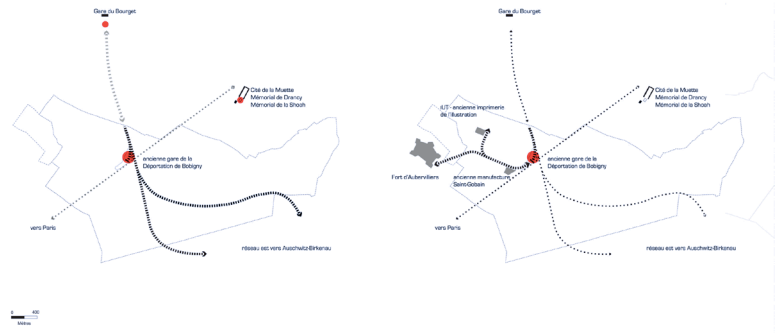 Gare du Bourget
Cité de la Muette
Mémorial de Drancy
Mémorial de la Shoah
ancienne gare de la
Déportation de Bobigny
vers Paris
réseau est vers Auschwitz-Birkenau
0 400
Mètres
Gare du Bourget
Cité de la Muette
Mémorial de Drancy
Mémorial de la Shoah
IUT - ancienne imprimerie
de l'illustration
ancienne gare de la
Déportation de Bobigny
Fort d'Aubervilliers
ancienne manufacture
Saint-Gobain
vers Paris
réseau est vers Auschwitz-Birkenau